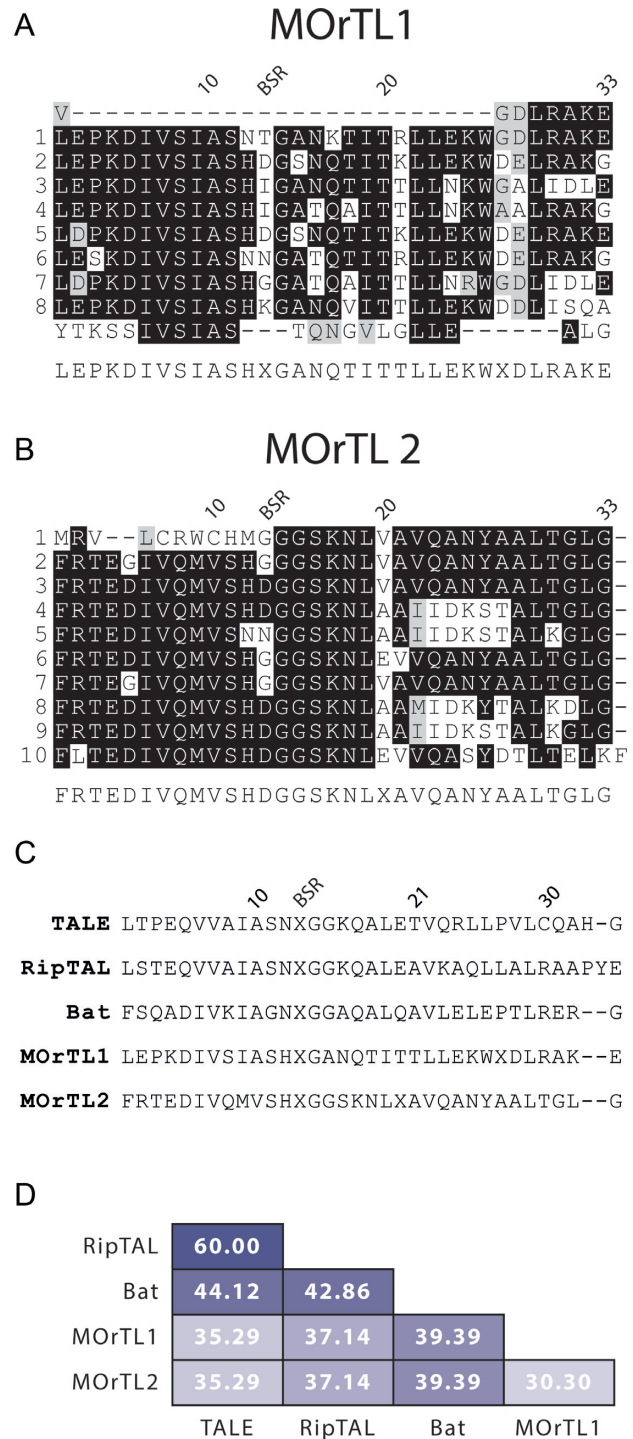 A
MOrTL1
10 BSR 20 33
V-------------------------GDLRAKE
1 LEPKDIVSIASNTGANKTITRLLEKWGDLRAKE
2 LEPKDIVSIASHDGSNQTITKLLEKWDELRAKG
3 LEPKDIVSIASHIGANQTITTLLNKWGALIDLE
4 LEPKDIVSIASHIGATQAITTLLNKWAALRAKG
5 LDPKDIVSIASHDGSNQTITKLLEKWDELRAKG
6 LESKDIVSIASNNGATQTITRLLEKWDELRAKG
7 LDPKDIVSIASHGGATQAITTLLNRWGDLIDLE
8 LEPKDIVSIASHKGANQVITRLLEKWDDLISQA
YTKSSIVSIAS---TQNGVLGLLE------ALG
LEPKDIVSIASHXGANQTITTLLEKWXDLRAKE
B
MOrTL 2
10 BSR 20 33
1 MRV--LCRWCHMGGGSKNLVAVQANYAALTGLG-
2 FRTEGIVQMVSHGGGSKNLVAVQANYAALTGLG-
3 FRTEDIVQMVSHDGGSKNLVAVQANYAALTGLG-
4 FRTEDIVQMVSHDGGSKNLAAIIDKSTALTGLG-
5 FRTEDIVQMVSNNGGSKNLAAIIDKSTALKGLG-
6 FRTEDIVQMVSHGGGSKNLEVVQANYAALTGLG-
7 FRTEGIVQMVSHGGGSKNLVAVQANYAALTGLG-
8 FRTEDIVQMVSHDGGSKNLAAMIDKYTALKDLG-
9 FRTEDIVQMVSHDGGSKNLAAIIDKSTALKGLG-
10 FLTEDIVQMVSHDGGSKNLEVVQASYDTLTELKF
FRTEDIVQMVSHDGGSKNLXAVQANYAALTGLG
C
10 BSR 21 30
TALE LTPEQVVAIASNXGGKQALETVQRLLPVLCQAH-G
RipTAL LSTEQVVAIASNXGGKQALEAVKAQLLALRAAPYE
Bat FSQADIVKIAGNXGGAQALQAVLELEPTLRER--G
MOrTL1 LEPKDIVSIASHXGANQTITTLLEKWXDLRAK--E
MOrTL2 FRTEDIVQMVSHXGGSKNLXAVQANYAALTGL--G
D
RipTAL 60.00
Bat 44.12 42.86
MOrTL1 35.29 37.14 39.39
MOrTL2 35.29 37.14 39.39 30.30
TALE RipTAL Bat MOrTL1